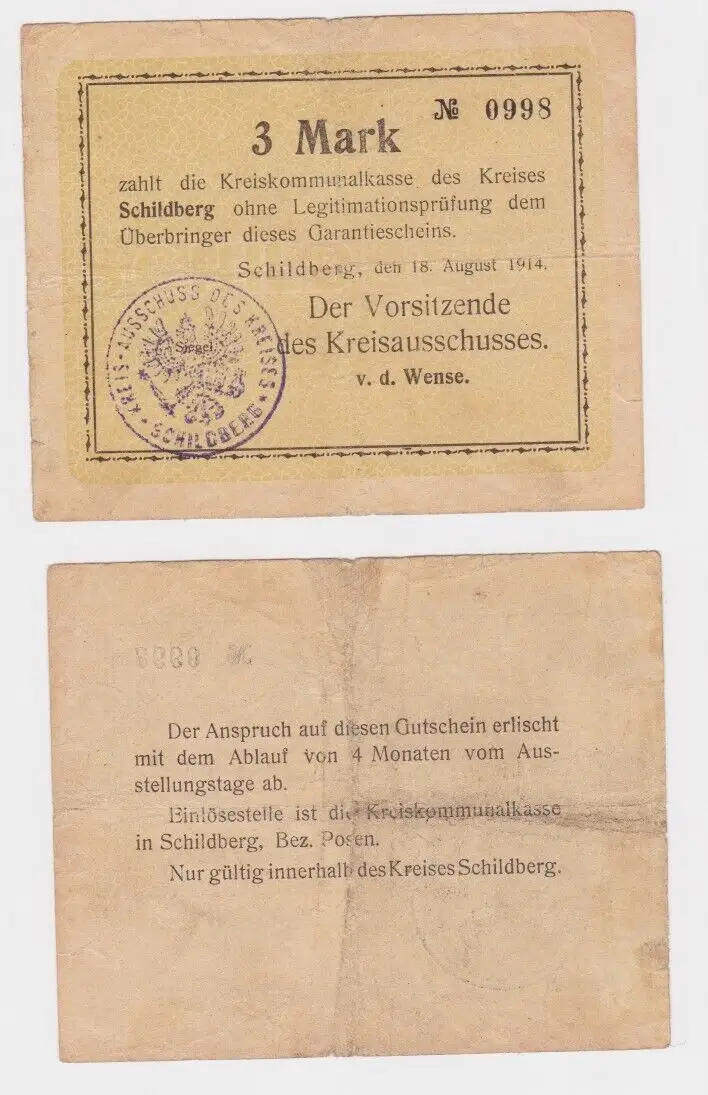 № 0998
3 Mark
zahlt die Kreiskommunalkasse des Kreises
Schildberg ohne Legitimationsprüfung dem
Überbringer dieses Garantiescheins.
Schildberg, den 18. August 1914.
Der Vorsitzende
des Kreisausschusses.
v. d. Wense.
Siegel.
KREIS-AUSSCHUSS DES KREISES
* SCHILDBERG *
№ 0998
Der Anspruch auf diesen Gutschein erlischt
mit dem Ablauf von 4 Monaten vom Aus-
stellungstage ab.
Einlösestelle ist die Kreiskommunalkasse
in Schildberg, Bez. Posen.
Nur gültig innerhalb des Kreises Schildberg.